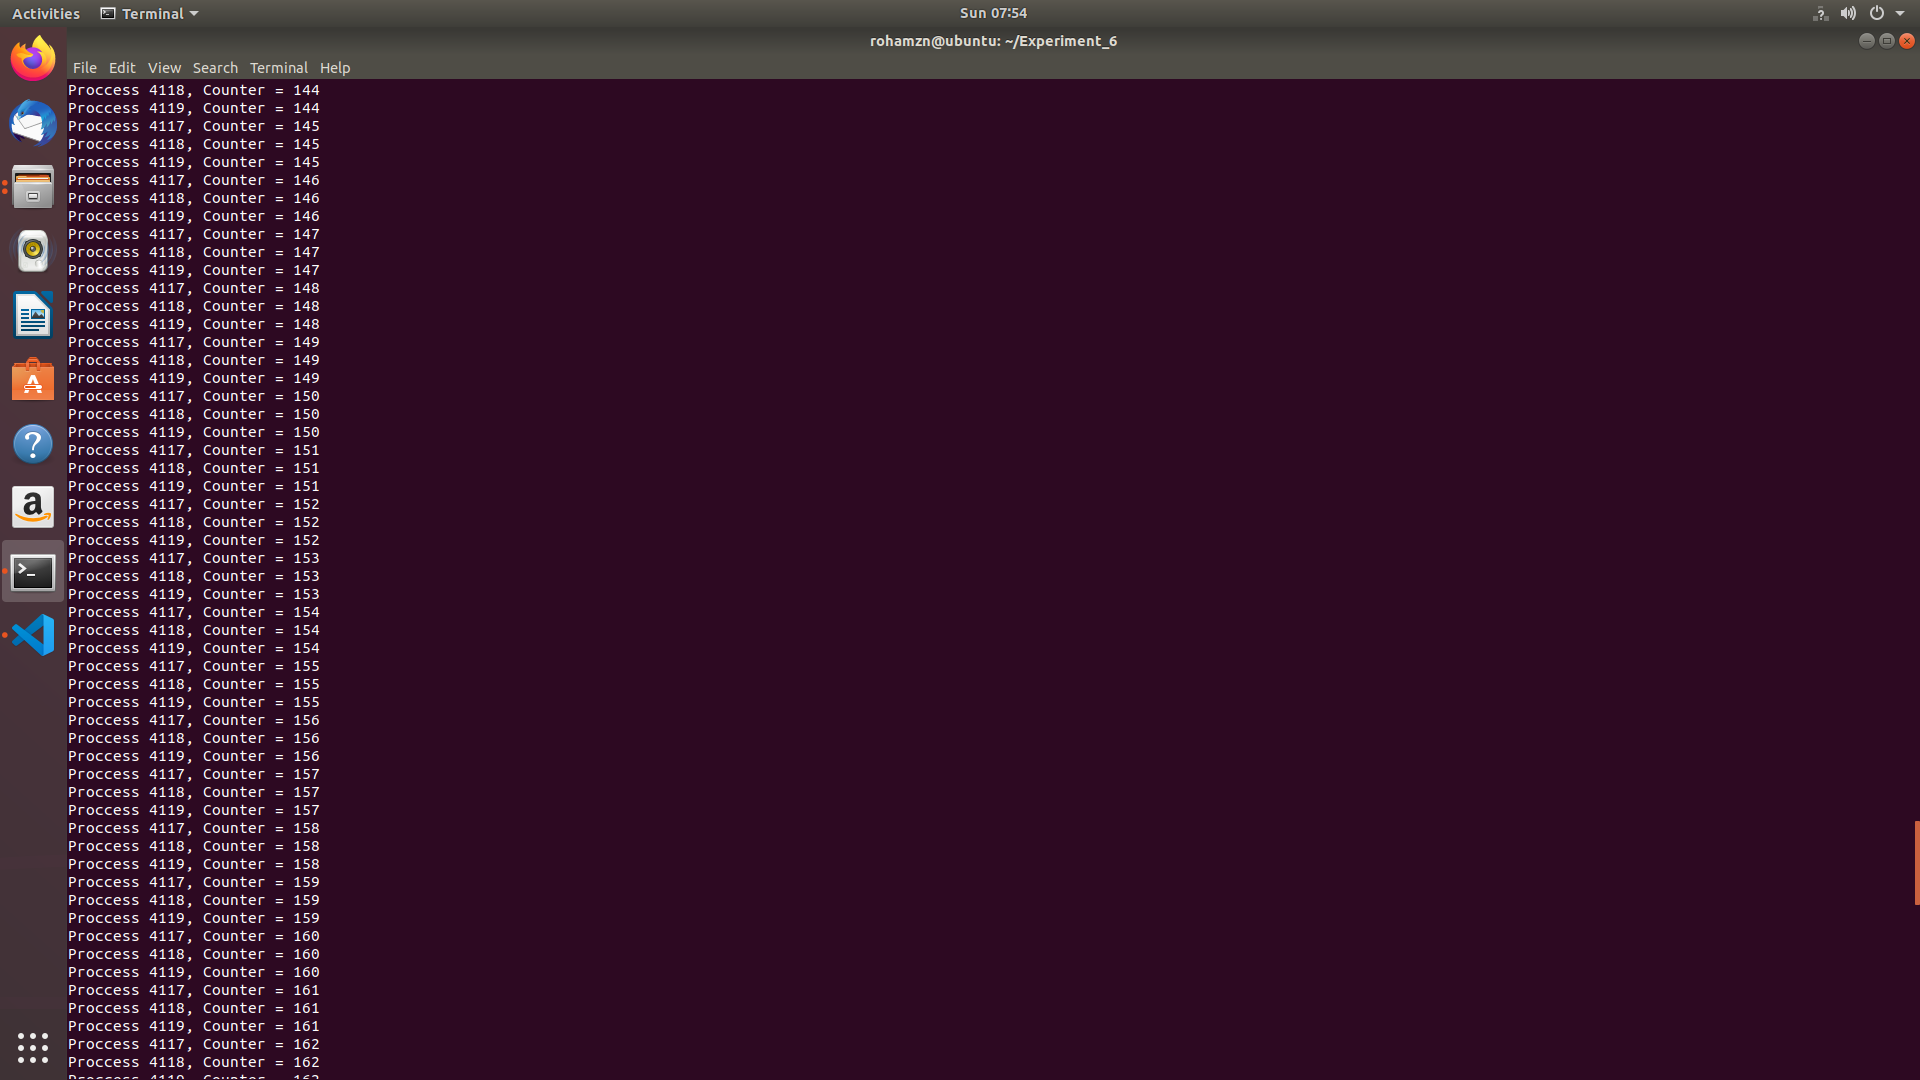 Activities
Terminal
Sun 07:54
rohamzn@ubuntu: ~/Experiment_6
File Edit View Search Terminal Help
Proccess 4118, Counter = 144
Proccess 4119, Counter = 144
Proccess 4117, Counter = 145
Proccess 4118, Counter = 145
Proccess 4119, Counter = 145
Proccess 4117, Counter = 146
Proccess 4118, Counter = 146
Proccess 4119, Counter = 146
Proccess 4117, Counter = 147
Proccess 4118, Counter = 147
Proccess 4119, Counter = 147
Proccess 4117, Counter = 148
Proccess 4118, Counter = 148
Proccess 4119, Counter = 148
Proccess 4117, Counter = 149
Proccess 4118, Counter = 149
Proccess 4119, Counter = 149
Proccess 4117, Counter = 150
Proccess 4118, Counter = 150
Proccess 4119, Counter = 150
Proccess 4117, Counter = 151
Proccess 4118, Counter = 151
Proccess 4119, Counter = 151
Proccess 4117, Counter = 152
Proccess 4118, Counter = 152
Proccess 4119, Counter = 152
Proccess 4117, Counter = 153
Proccess 4118, Counter = 153
Proccess 4119, Counter = 153
Proccess 4117, Counter = 154
Proccess 4118, Counter = 154
Proccess 4119, Counter = 154
Proccess 4117, Counter = 155
Proccess 4118, Counter = 155
Proccess 4119, Counter = 155
Proccess 4117, Counter = 156
Proccess 4118, Counter = 156
Proccess 4119, Counter = 156
Proccess 4117, Counter = 157
Proccess 4118, Counter = 157
Proccess 4119, Counter = 157
Proccess 4117, Counter = 158
Proccess 4118, Counter = 158
Proccess 4119, Counter = 158
Proccess 4117, Counter = 159
Proccess 4118, Counter = 159
Proccess 4119, Counter = 159
Proccess 4117, Counter = 160
Proccess 4118, Counter = 160
Proccess 4119, Counter = 160
Proccess 4117, Counter = 161
Proccess 4118, Counter = 161
Proccess 4119, Counter = 161
Proccess 4117, Counter = 162
Proccess 4118, Counter = 162
Proccess 4119, Counter = 162